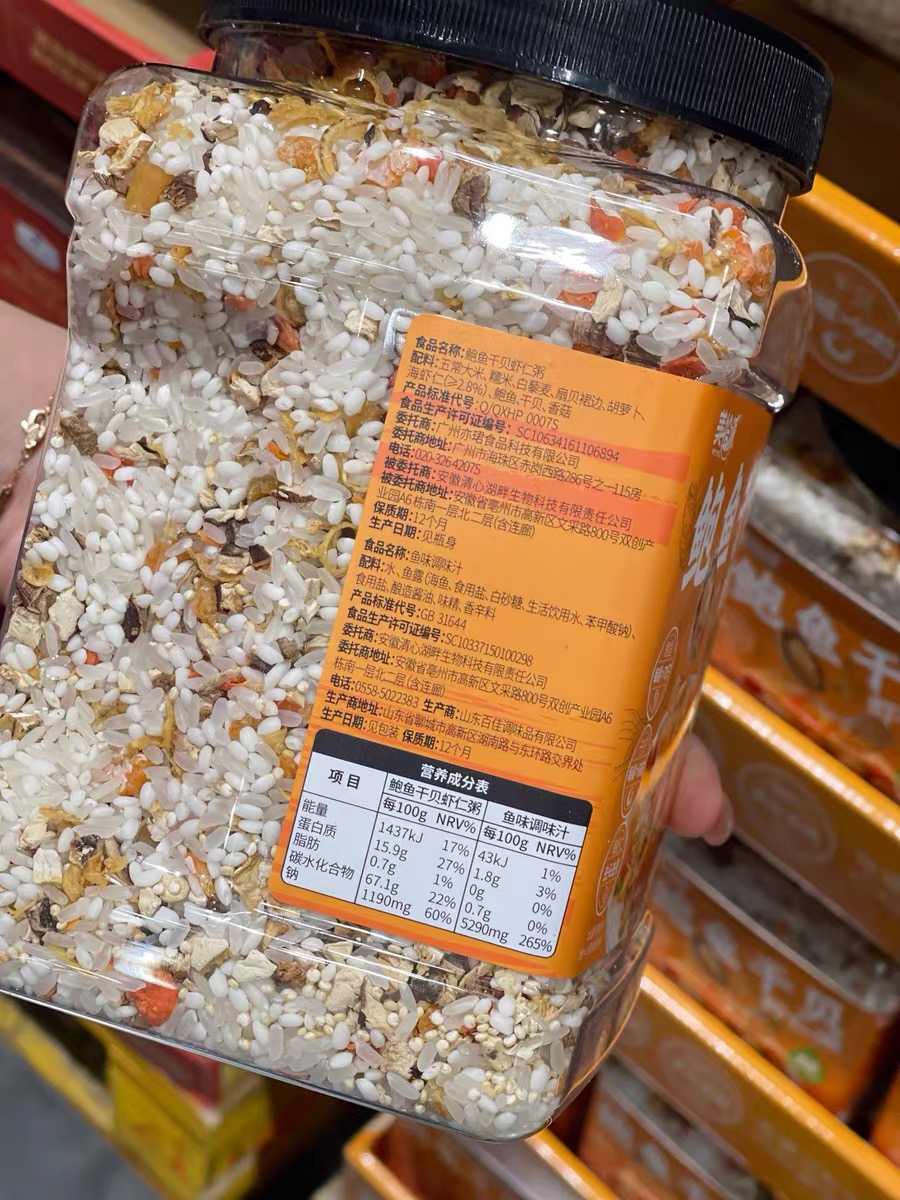 食品名称:鲍鱼干贝虾仁粥
配料:五常大米,糯米,白藜麦,扇贝裙边,胡萝卜、
海虾仁(≥2.8%),鲍鱼,干贝,香菇
产品标准代号:Q/QXHP 0007S
食品生产许可证编号:SC10634161106894
委托商:广州亦珺食品科技有限公司
委托商地址:广州市海珠区赤岗西路286号之一115房
电话:020-32642075
被委托商:安徽清心湖畔生物科技有限责任公司
被委托商地址:安徽省亳州市高新区文采路800号双创产
业园A6 栋南一层北二层(含连廊)
保质期:12个月
生产日期:见瓶身
食品名称:鱼味调味汁
配料:水、鱼露(海鱼,食用盐,白砂糖,生活饮用水,苯甲酸钠)、
食用盐,酿造酱油,味精,香辛料
产品标准代号:GB 31644
食品生产许可证编号:SC10337150100298
委托商:安徽清心湖畔生物科技有限责任公司
委托商地址:安徽省亳州市高新区文采路800号双创产业园A6
栋南一层北二层(含连廊)
电话:0558-5022383 生产商:山东百佳调味品有限公司
生产商地址:山东省聊城市高新区湖南路与东环路交界处
生产日期:见包装 保质期:12个月
营养成分表
项目 鲍鱼干贝虾仁粥 鱼味调味汁
每100g NRV% 每100g NRV%
能量 1437kJ 17% 43kJ 1%
蛋白质 15.9g 27% 1.8g 3%
脂肪 0.7g 1% 0g 0%
碳水化合物 67.1g 22% 0.7g 0%
钠 1190mg 60% 5290mg 265%
鲍鱼
鲍鱼干
干贝